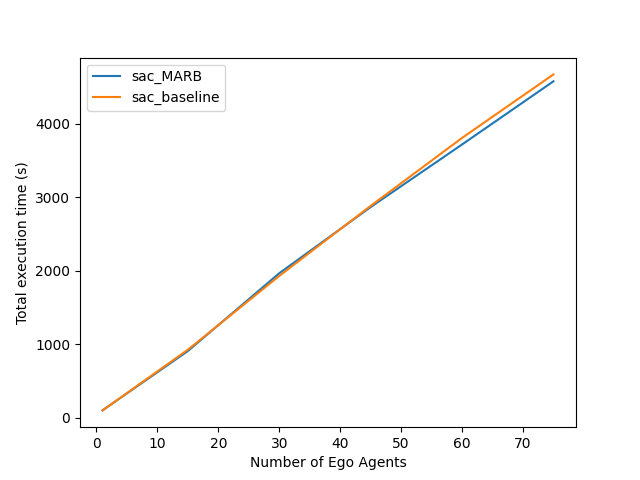 sac_MARB
sac_baseline
Total execution time (s)
4000
3000
2000
1000
0
0 10 20 30 40 50 60 70
Number of Ego Agents